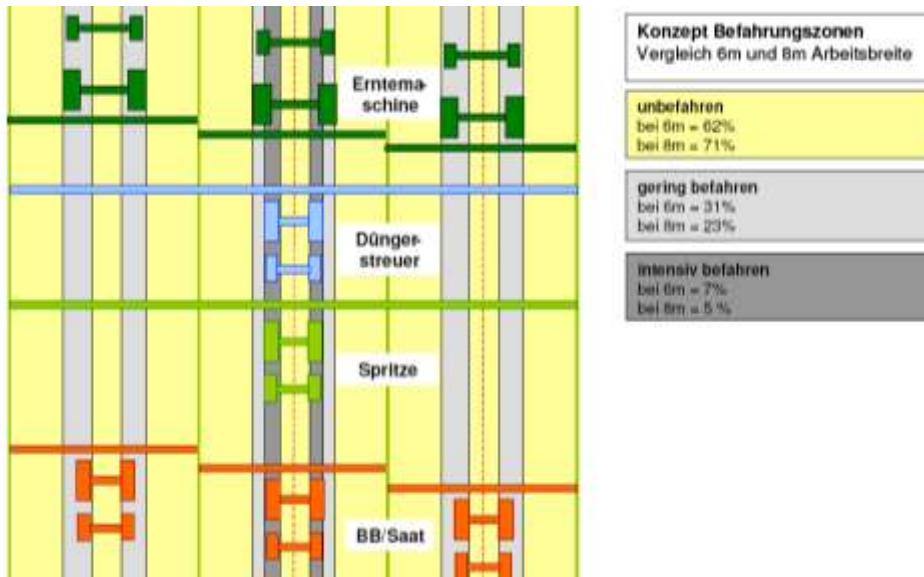 Erntema-
schine
Dünger-
streuer
Spritze
BB/Saat
Konzept Befahrungszonen
Vergleich 6m und 8m Arbeitsbreite
unbefahren
bei 6m = 62%
bei 8m = 71%
gering befahren
bei 6m = 31%
bei 8m = 23%
intensiv befahren
bei 6m = 7%
bei 8m = 5 %